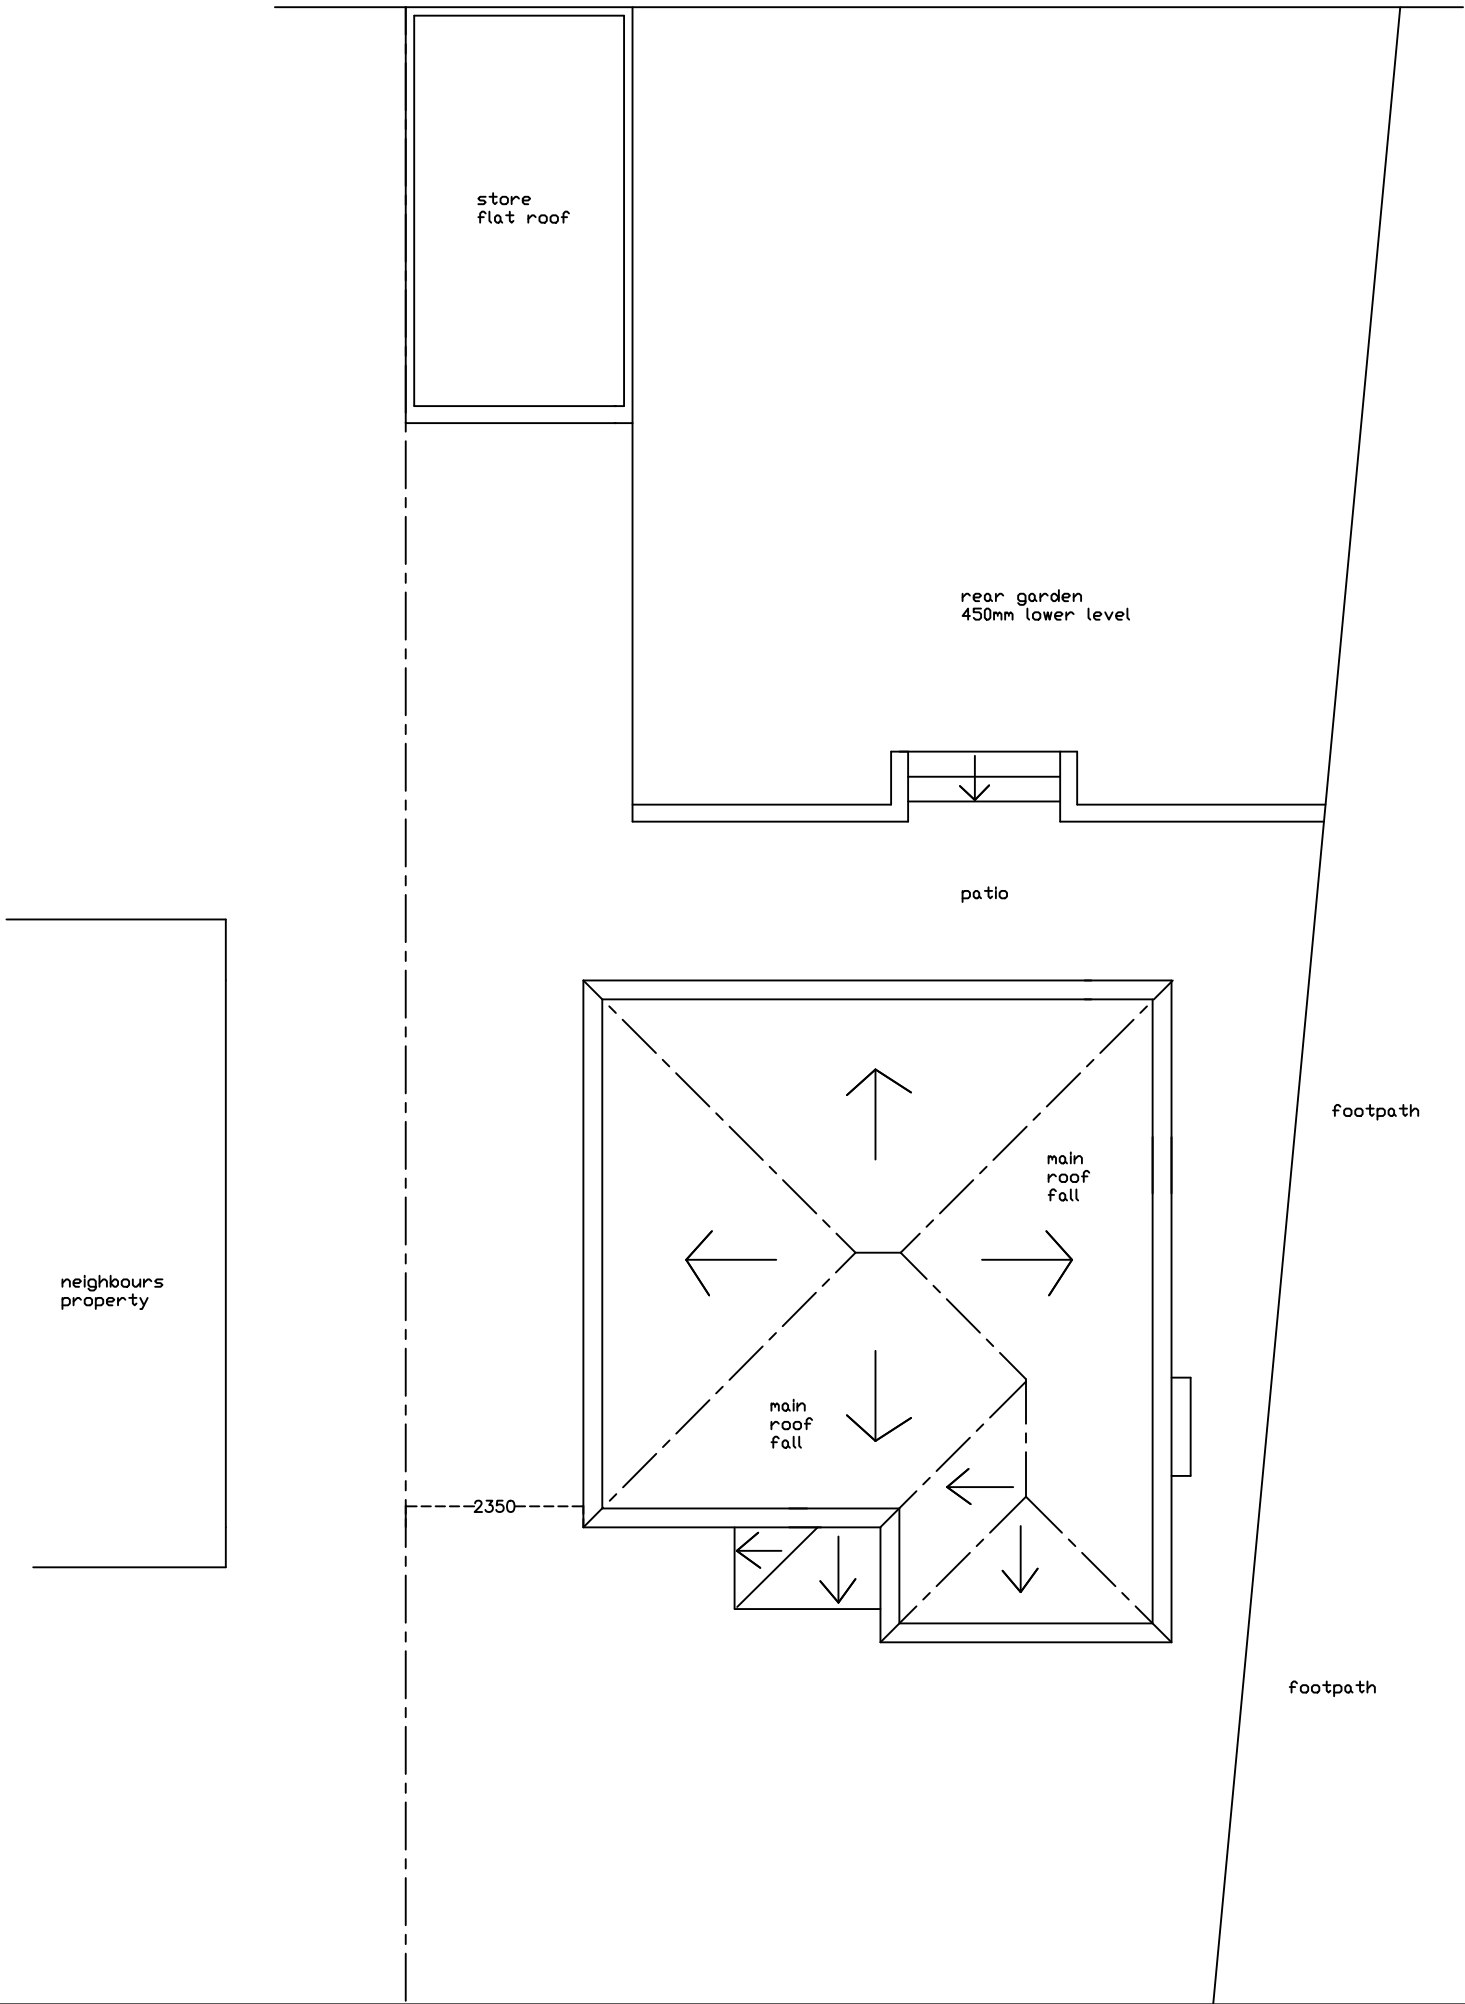 store
flat roof
rear garden
450mm lower level
patio
footpath
main
roof
fall
neighbours
property
main
roof
fall
2350
footpath